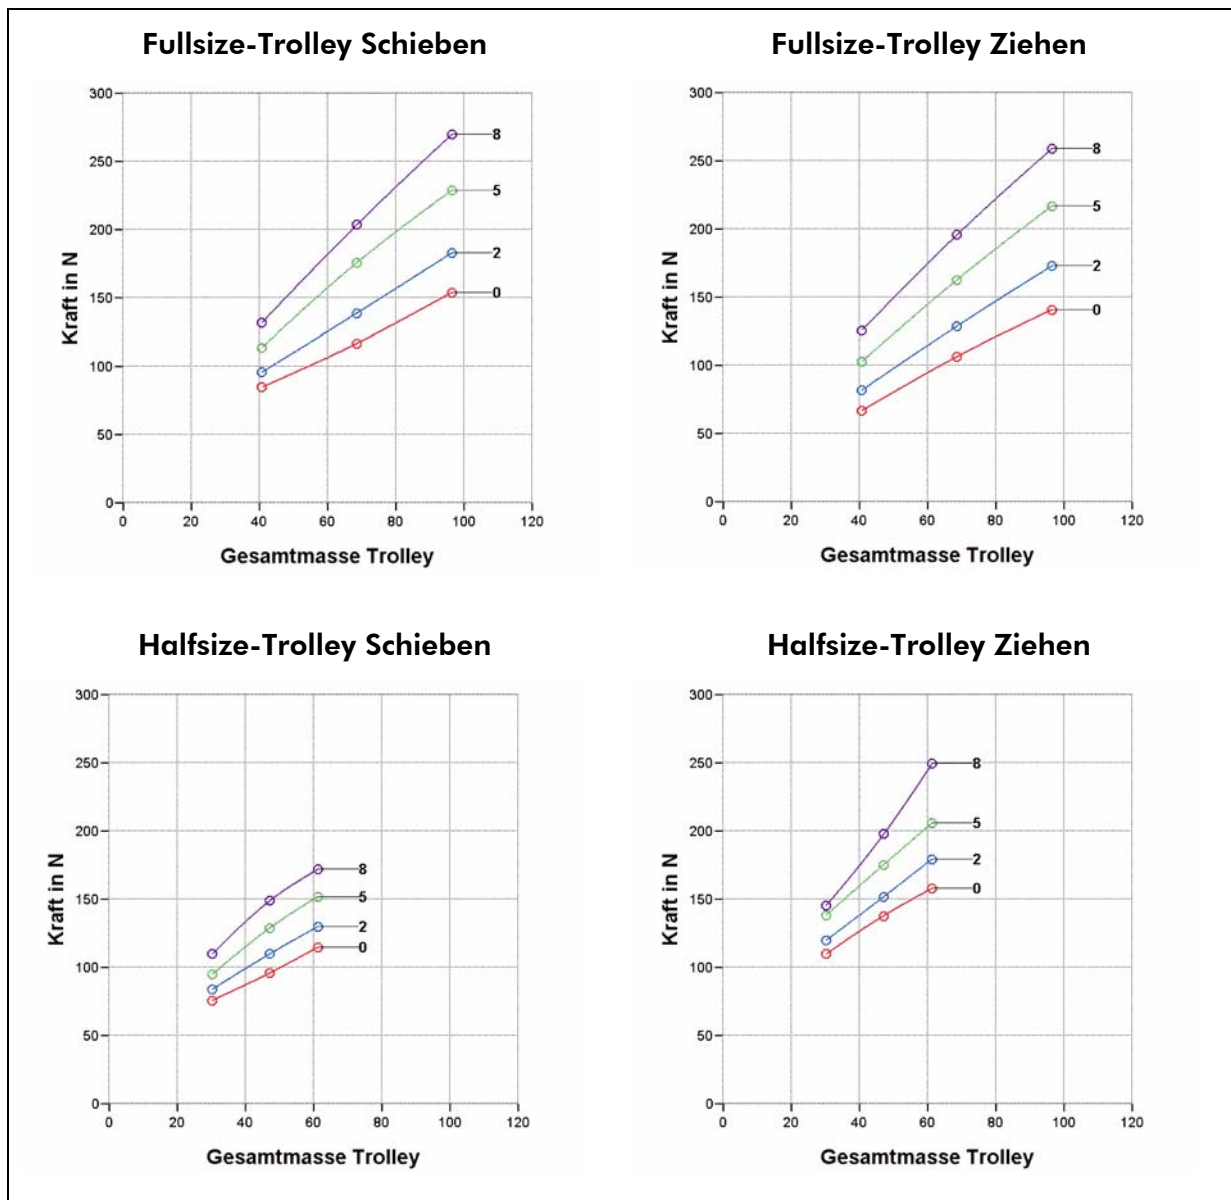 Fullsize-Trolley Schieben
300
250
200
150
100
50
0
0 20 40 60 80 100 120
Kraft in N
Gesamtmasse Trolley
8
5
2
0
Fullsize-Trolley Ziehen
300
250
200
150
100
50
0
0 20 40 60 80 100 120
Kraft in N
Gesamtmasse Trolley
8
5
2
0
Halfsize-Trolley Schieben
300
250
200
150
100
50
0
0 20 40 60 80 100 120
Kraft in N
Gesamtmasse Trolley
8
5
2
0
Halfsize-Trolley Ziehen
300
250
200
150
100
50
0
0 20 40 60 80 100 120
Kraft in N
Gesamtmasse Trolley
8
5
2
0